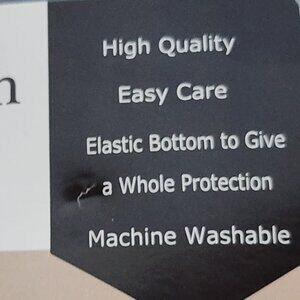 High Quality
Easy Care
Elastic Bottom to Give
a Whole Protection
Machine Washable